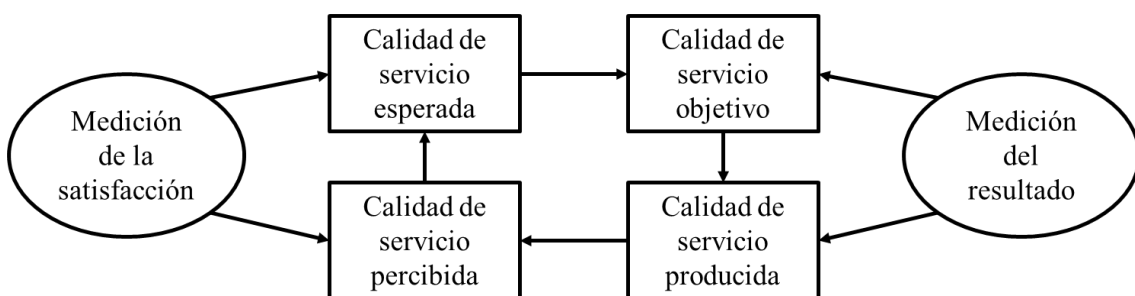 Calidad de
servicio
esperada
Calidad de
servicio
objetivo
Medición
de la
satisfacción
Medición
del
resultado
Calidad de
servicio
percibida
Calidad de
servicio
producida